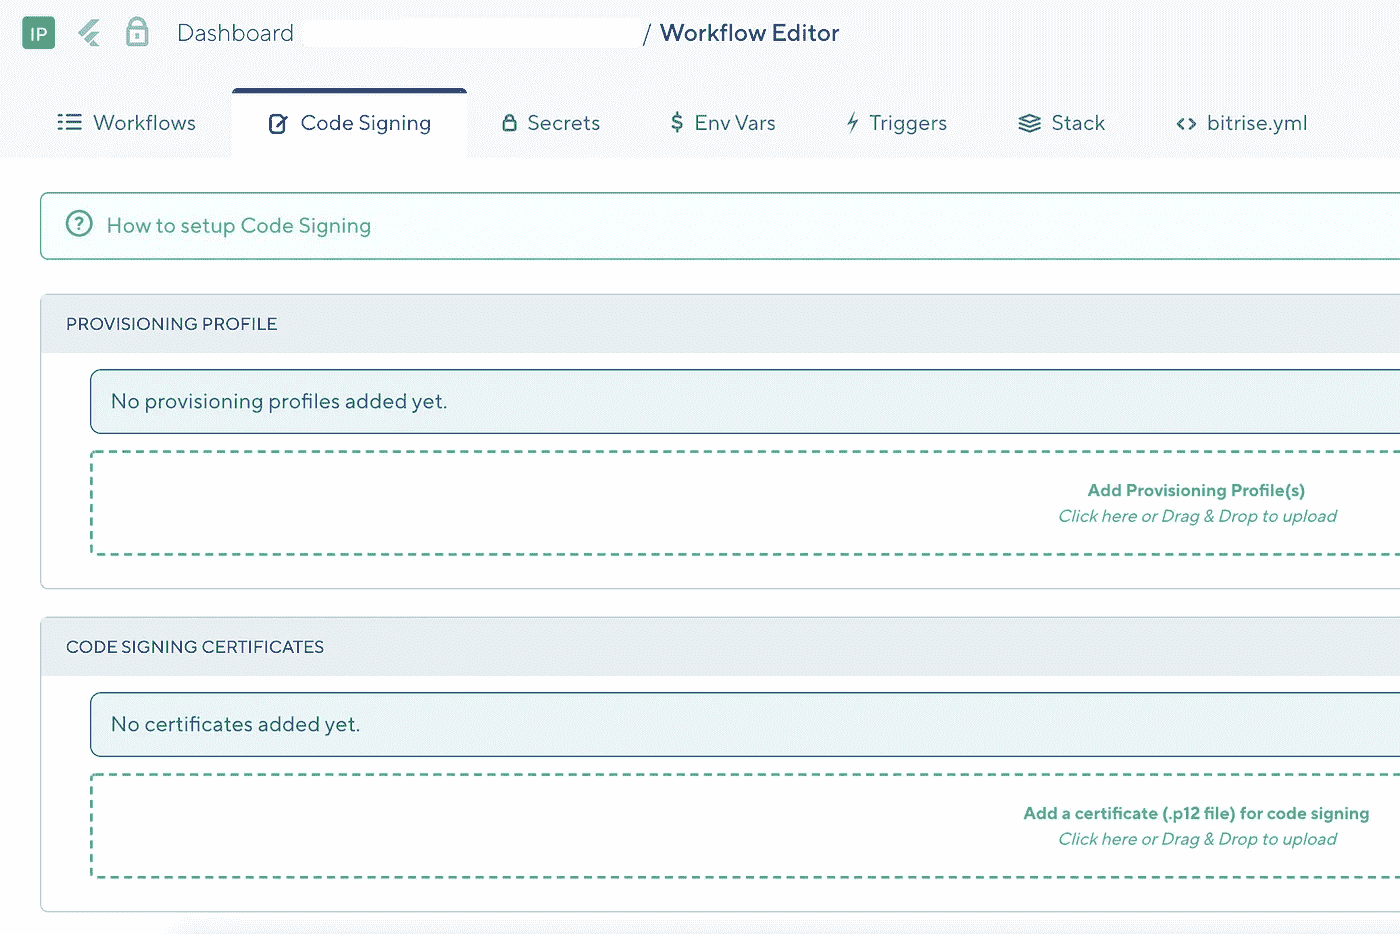 IP Dashboard / Workflow Editor
Workflows Code Signing Secrets $ Env Vars Triggers Stack <> bitrise.yml
? How to setup Code Signing
PROVISIONING PROFILE
No provisioning profiles added yet.
Add Provisioning Profile(s)
Click here or Drag & Drop to upload
CODE SIGNING CERTIFICATES
No certificates added yet.
Add a certificate (.p12 file) for code signing
Click here or Drag & Drop to upload